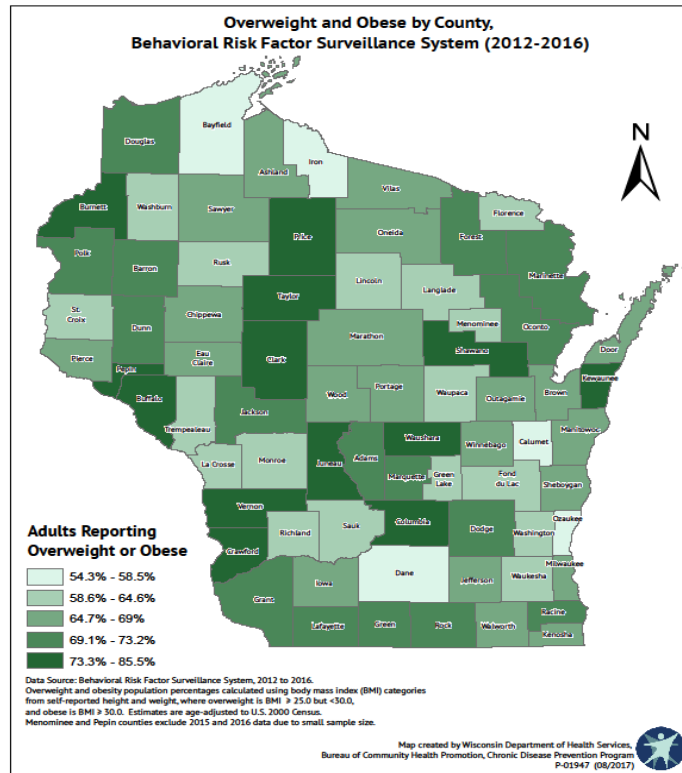 Overweight and Obese by County,
Behavioral Risk Factor Surveillance System (2012-2016)
N
Bayfield
Douglas
Iron
Ashland
Vilas
Burnett
Washburn
Sawyer
Florence
Price
Oneida
Forest
Polk
Rusk
Marinette
Barron
Lincoln
Taylor
Langlade
St.
Croix
Chippewa
Oconto
Dunn
Menominee
Marathon
Pierce
Eau
Claire
Clark
Shawano
Door
Pepin
Kewaunee
Buffalo
Wood
Portage
Waupaca
Outagamie
Brown
Jackson
Trempealeau
Waushara
Manitowoc
Winnebago
Calumet
Adams
La Crosse
Monroe
Juneau
Marquette
Green
Lake
Fond
du Lac
Sheboygan
Vernon
Adults Reporting
Overweight or Obese
Sauk
Columbia
Ozaukee
Richland
Dodge
Washington
Crawford
54.3% - 58.5%
Milwaukee
58.6% - 64.6%
Dane
Iowa
Jefferson
Waukesha
64.7% - 69%
Grant
69.1% - 73.2%
Racine
Lafayette
Green
Rock
Walworth
Kenosha
73.3% - 85.5%
Data Source: Behavioral Risk Factor Surveillance System, 2012 to 2016.
Overweight and obesity population percentages calculated using body mass index (BMI) categories
from self-reported height and weight, where overweight is BMI ≥ 25.0 but <30.0,
and obese is BMI ≥ 30.0. Estimates are age-adjusted to U.S. 2000 Census.
Menominee and Pepin counties exclude 2015 and 2016 data due to small sample size.
Map created by Wisconsin Department of Health Services,
Bureau of Community Health Promotion, Chronic Disease Prevention Program
P-01947 (08/2017)